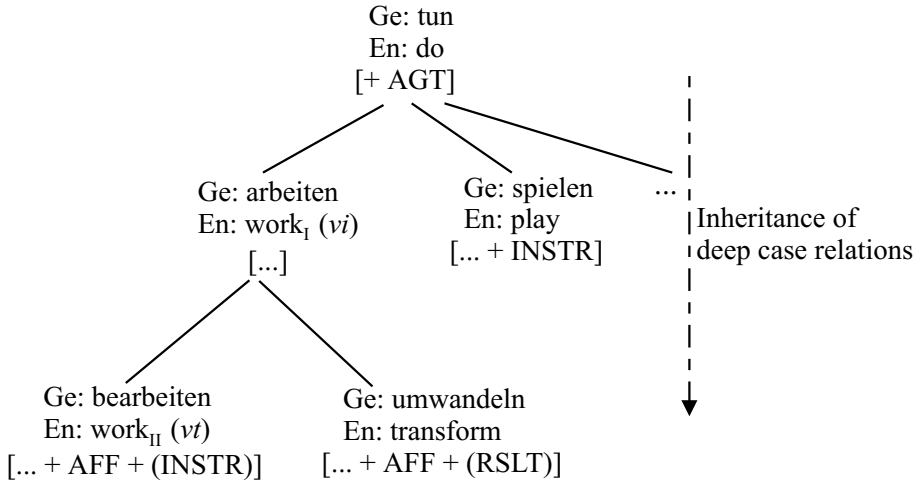 Ge: tun
En: do
[+ AGT]
Ge: arbeiten
En: work_I (vi)
[...]
Ge: spielen
En: play
[... + INSTR]
...
Inheritance of
deep case relations
Ge: bearbeiten
En: work_II (vt)
[... + AFF + (INSTR)]
Ge: umwandeln
En: transform
[... + AFF + (RSLT)]